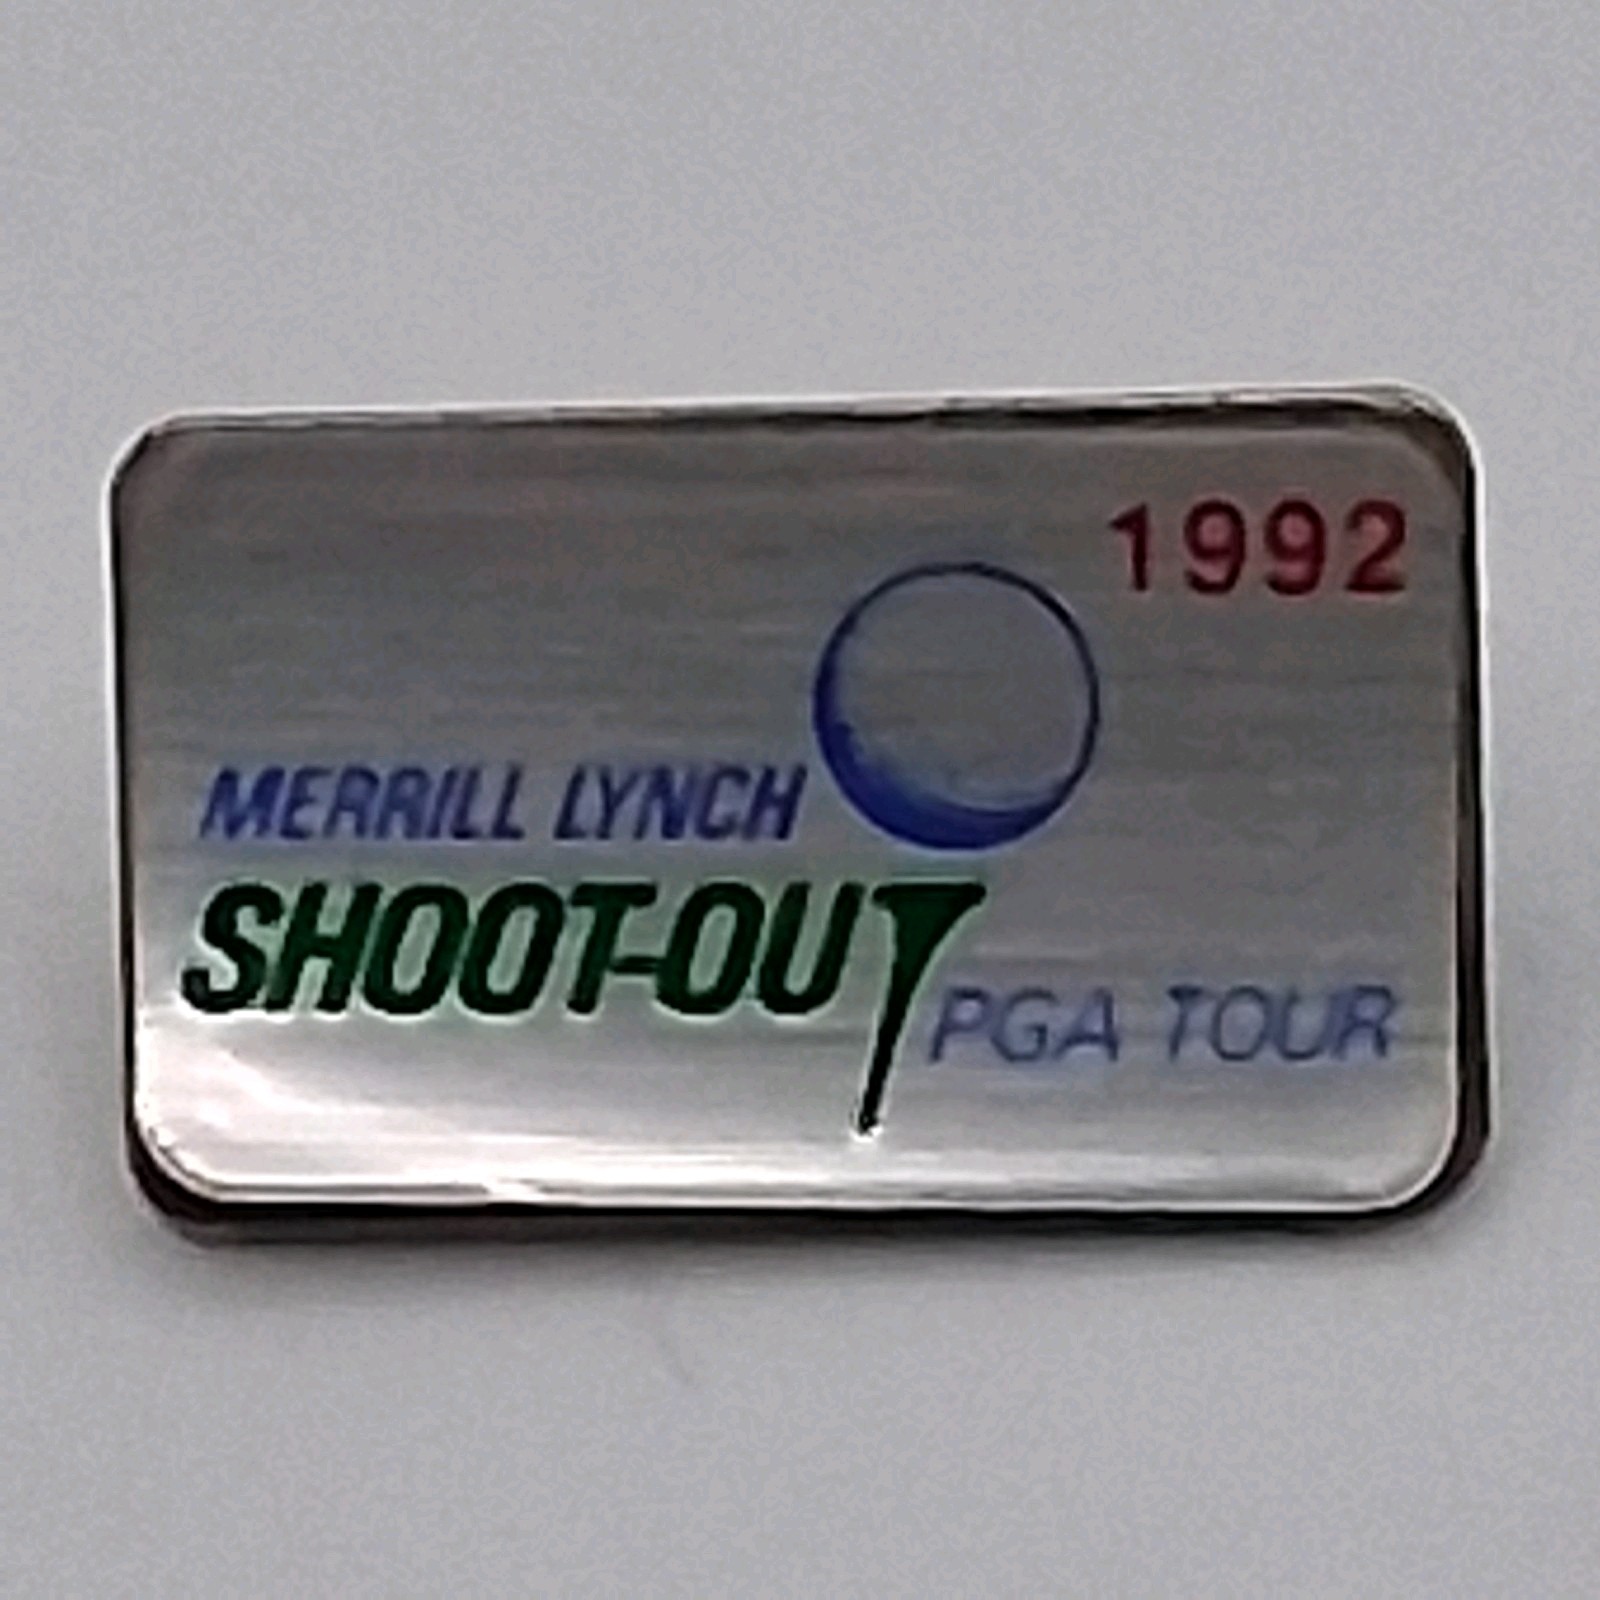 1992
MERRILL LYNCH
SHOOT-OUT
PGA TOUR